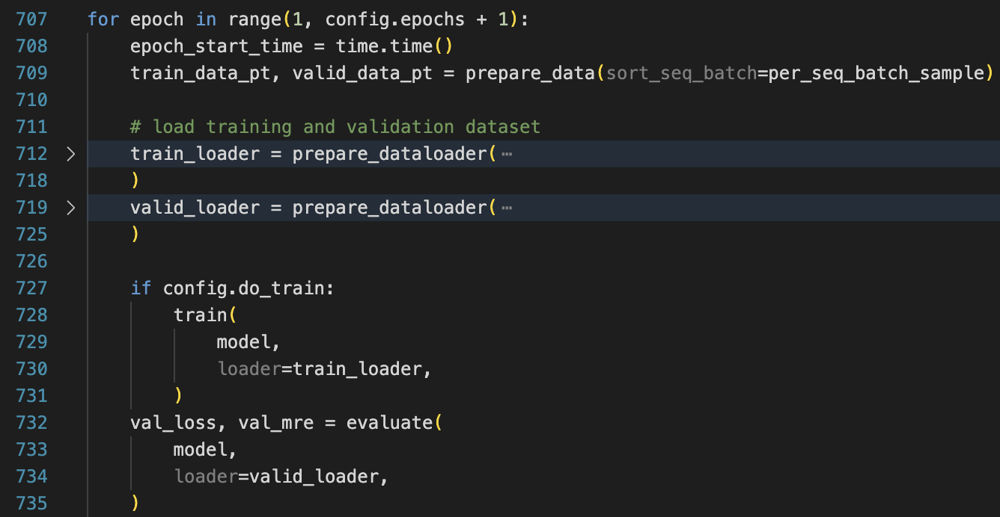 707 for epoch in range(1, config.epochs + 1):
708 epoch_start_time = time.time()
709 train_data_pt, valid_data_pt = prepare_data(sort_seq_batch=per_seq_batch_sample)
710
711 # load training and validation dataset
712 > train_loader = prepare_dataloader( ⋯
718 )
719 > valid_loader = prepare_dataloader( ⋯
725 )
726
727 if config.do_train:
728 train(
729 model,
730 loader=train_loader,
731 )
732 val_loss, val_mre = evaluate(
733 model,
734 loader=valid_loader,
735 )